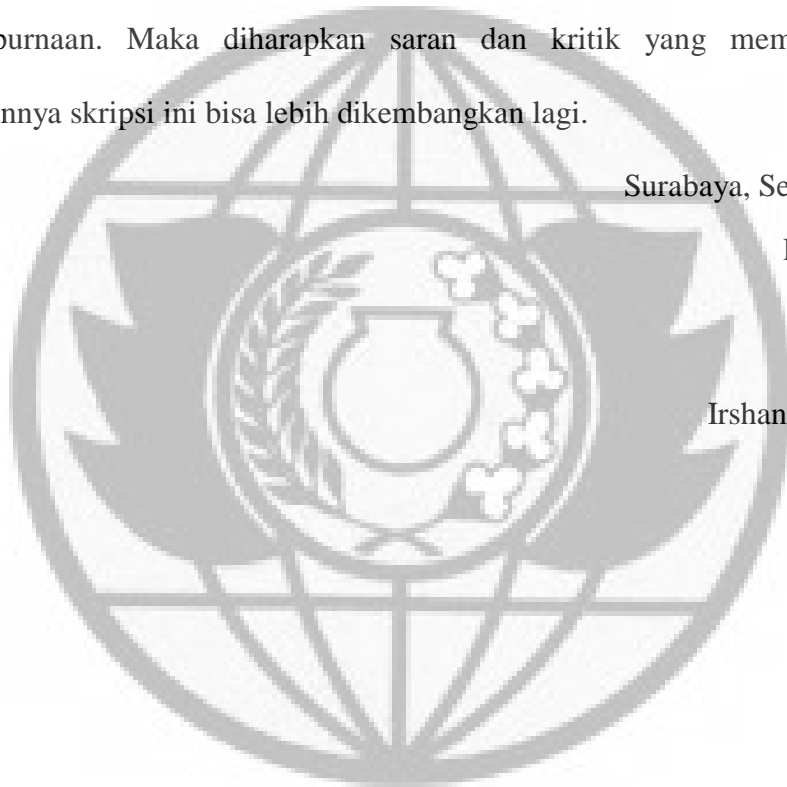 purnaan. Maka diharapkan saran dan kritik yang mem
nnya skripsi ini bisa lebih dikembangkan lagi.
Surabaya, Se
Irshan